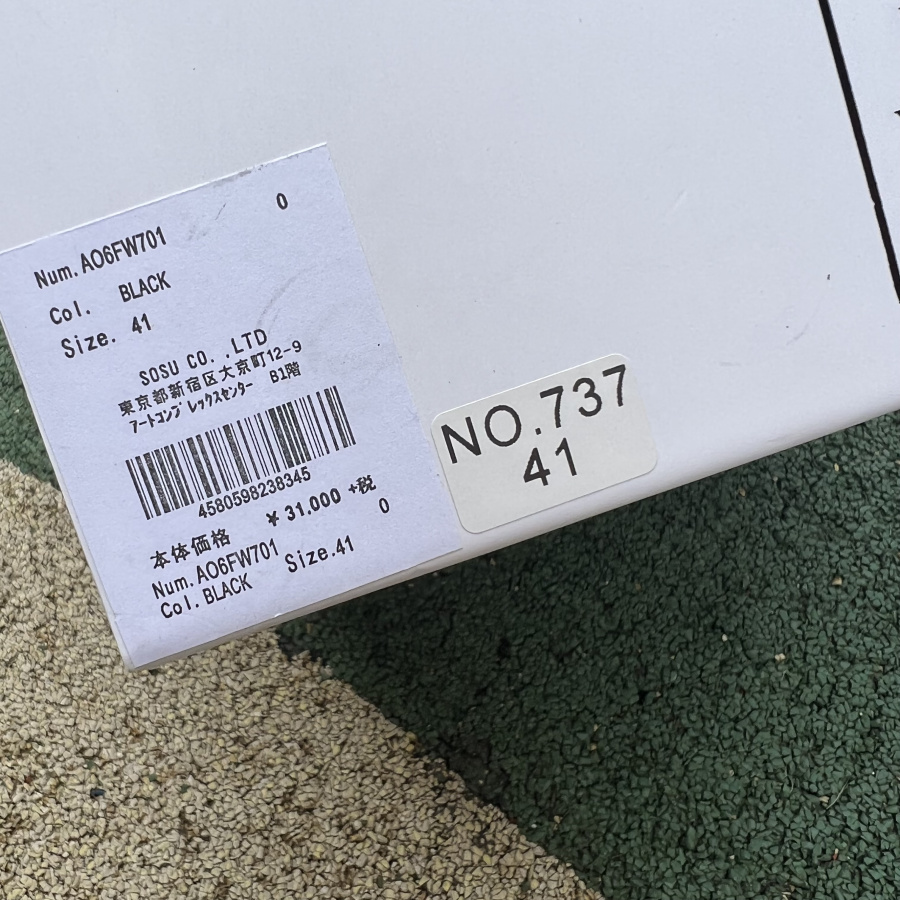 0
Num. AO6FW701
Col. BLACK
Size. 41
SOSU CO. .LTD
東京都新宿区大京町12-9
アートコンプレックスセンター B1階
4580598238345
本体価格 ¥ 31,000 +税
0
Num. AO6FW701 Size.41
Col. BLACK
NO.737
41